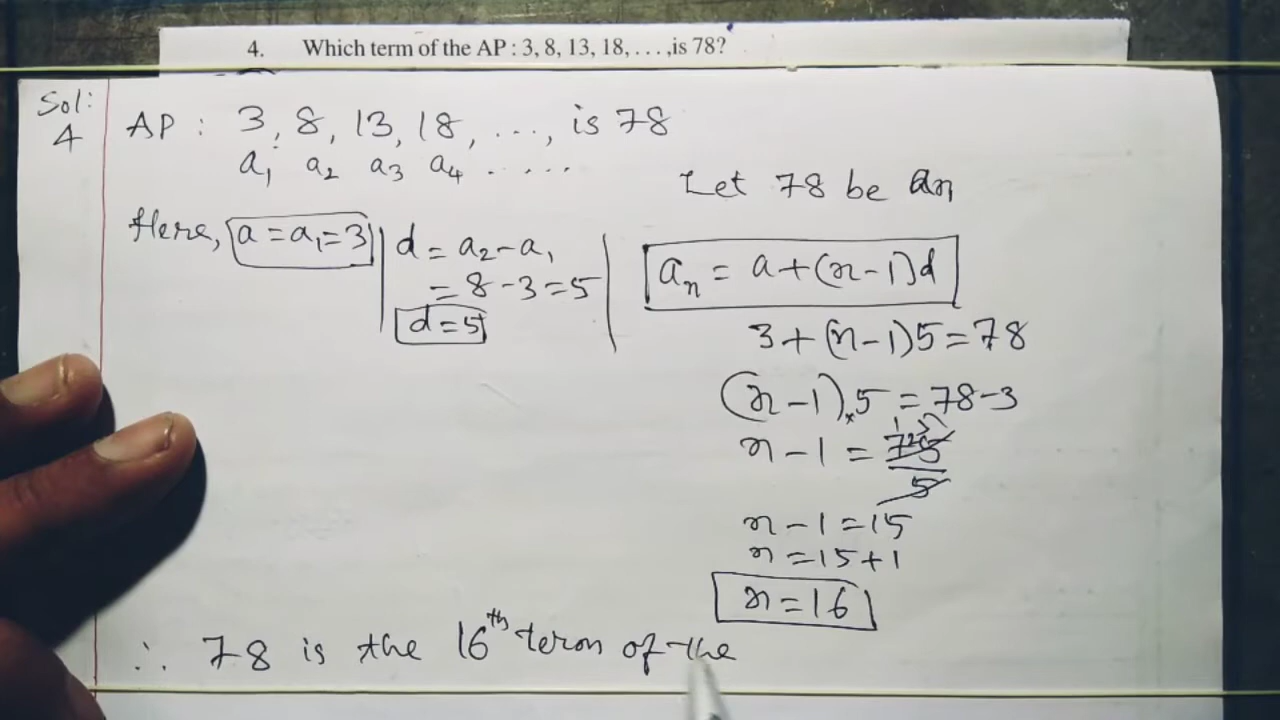 4. Which term of the AP : 3, 8, 13, 18, . . . ,is 78?
Sol:
4
AP : 3, 8, 13, 18, ..., is 78
a₁ a₂ a₃ a₄ .....
Here, a = a₁ = 3
d = a₂ - a₁
= 8 - 3 = 5
d = 5
Let 78 be an
aₙ = a + (n - 1)d
3 + (n - 1)5 = 78
(n - 1)×5 = 78 - 3
n - 1 = 75/5
n - 1 = 15
n = 15 + 1
n = 16
∴ 78 is the 16th term of the